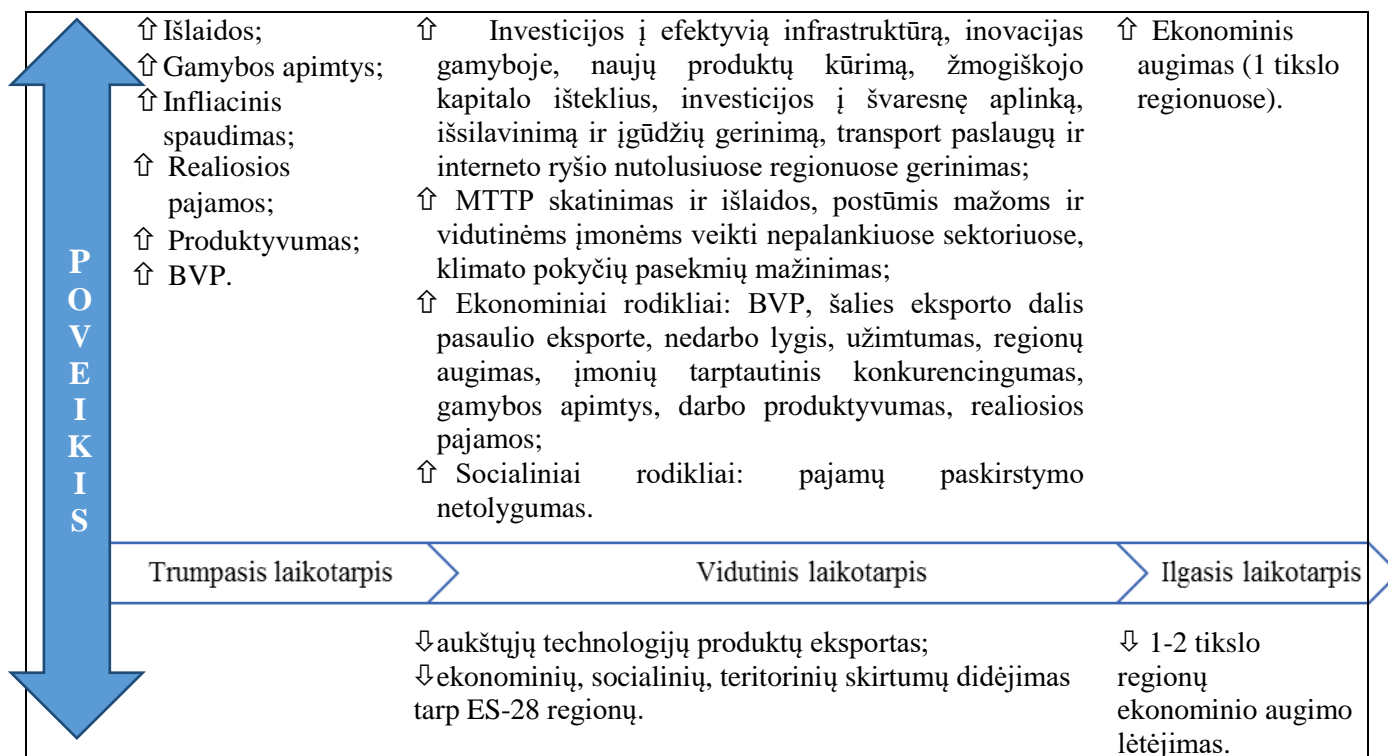 POVEIKIS
⇧ Išlaidos;
⇧ Gamybos apimtys;
⇧ Infliacinis
spaudimas;
⇧ Realiosios
pajamos;
⇧ Produktyvumas;
⇧ BVP.
⇧ Investicijos į efektyvią infrastruktūrą, inovacijas
gamyboje, naujų produktų kūrimą, žmogiškojo
kapitalo išteklius, investicijos į švaresnę aplinką,
išsilavinimą ir įgūdžių gerinimą, transport paslaugų ir
interneto ryšio nutolusiuose regionuose gerinimas;
⇧ MTTP skatinimas ir išlaidos, postūmis mažoms ir
vidutinėms įmonėms veikti nepalankiuose sektoriuose,
klimato pokyčių pasekmių mažinimas;
⇧ Ekonominiai rodikliai: BVP, šalies eksporto dalis
pasaulio eksporte, nedarbo lygis, užimtumas, regionų
augimas, įmonių tarptautinis konkurencingumas,
gamybos apimtys, darbo produktyvumas, realiosios
pajamos;
⇧ Socialiniai rodikliai: pajamų paskirstymo
netolygumas.
⇧ Ekonominis
augimas (1 tikslo
regionuose).
Trumpasis laikotarpis
Vidutinis laikotarpis
Ilgasis laikotarpis
⇩aukštųjų technologijų produktų eksportas;
⇩ekonominių, socialinių, teritorinių skirtumų didėjimas
tarp ES-28 regionų.
⇩ 1-2 tikslo
regionų
ekonominio augimo
lėtėjimas.